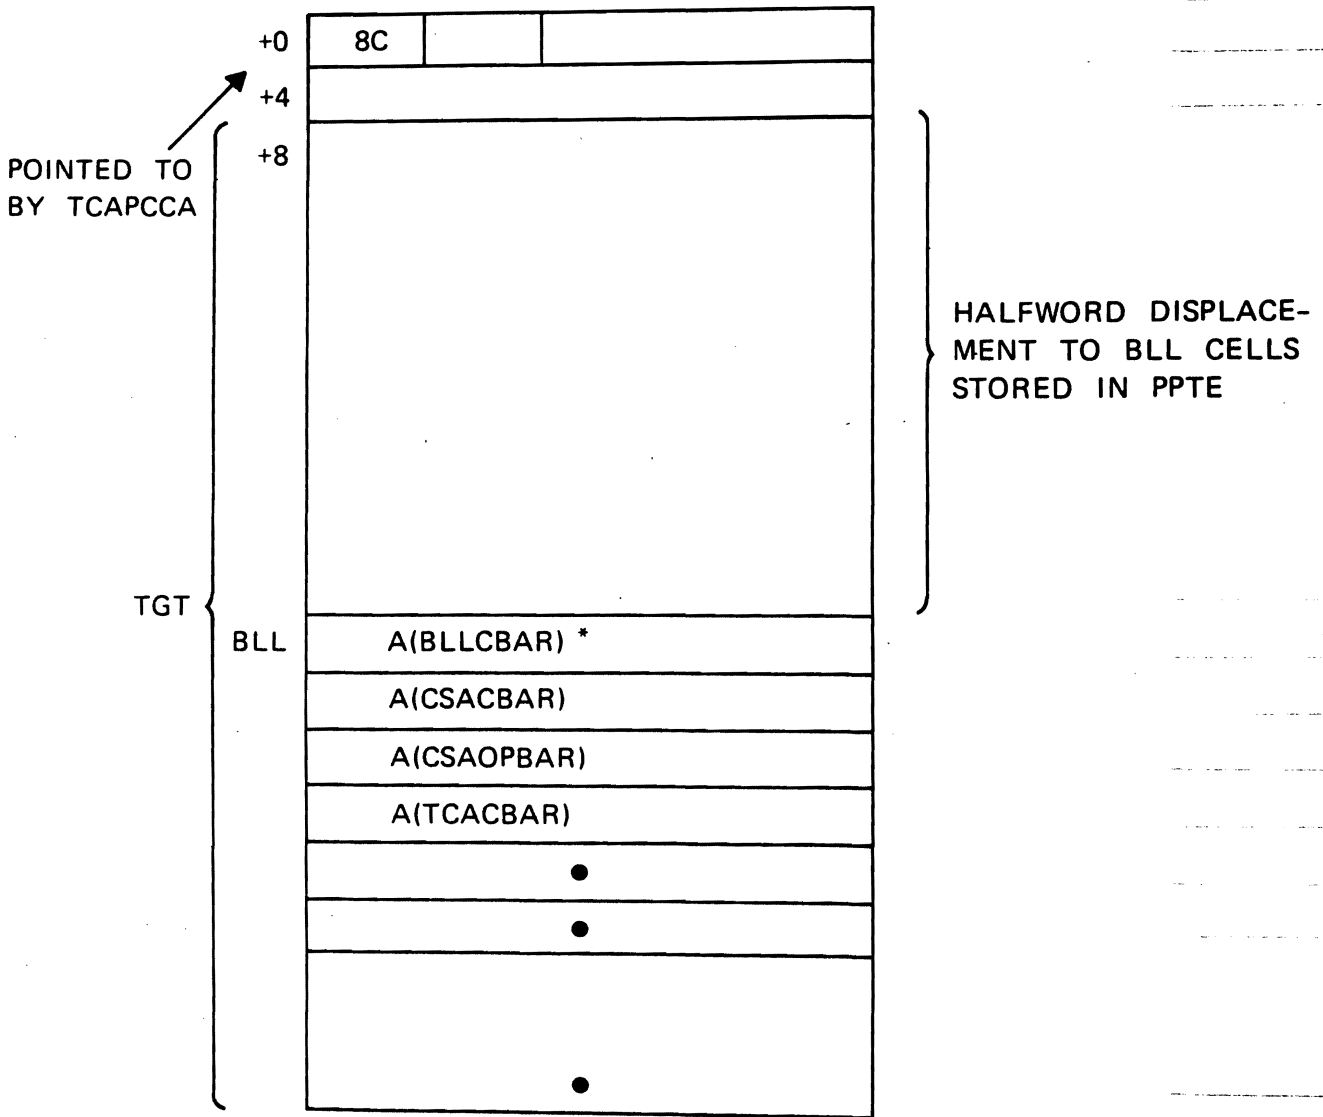 +0
8C
+4
+8
POINTED TO
BY TCAPCCA
HALFWORD DISPLACE-
MENT TO BLL CELLS
STORED IN PPTE
TGT
BLL
A(BLLCBAR) *
A(CSACBAR)
A(CSAOPBAR)
A(TCACBAR)